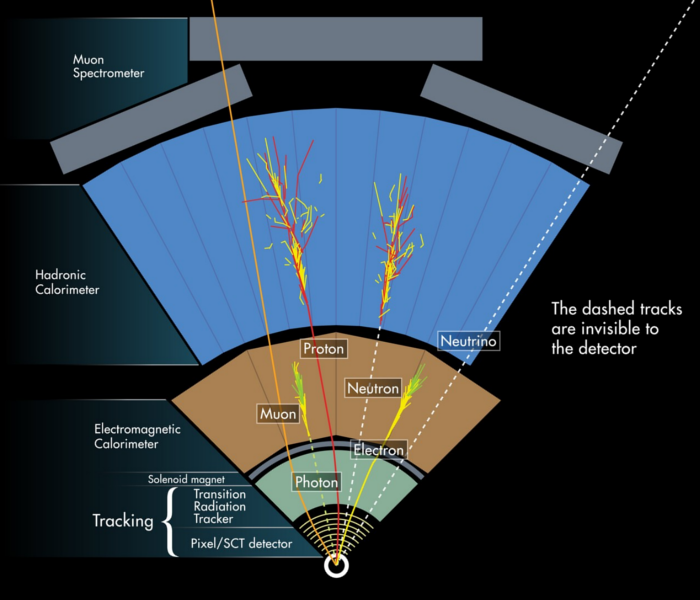 Muon
Spectrometer
Hadronic
Calorimeter
The dashed tracks
are invisible to
the detector
Neutrino
Proton
Neutron
Muon
Electromagnetic
Calorimeter
Electron
Solenoid magnet
Photon
Transition
Radiation
Tracker
Tracking
Pixel/SCT detector